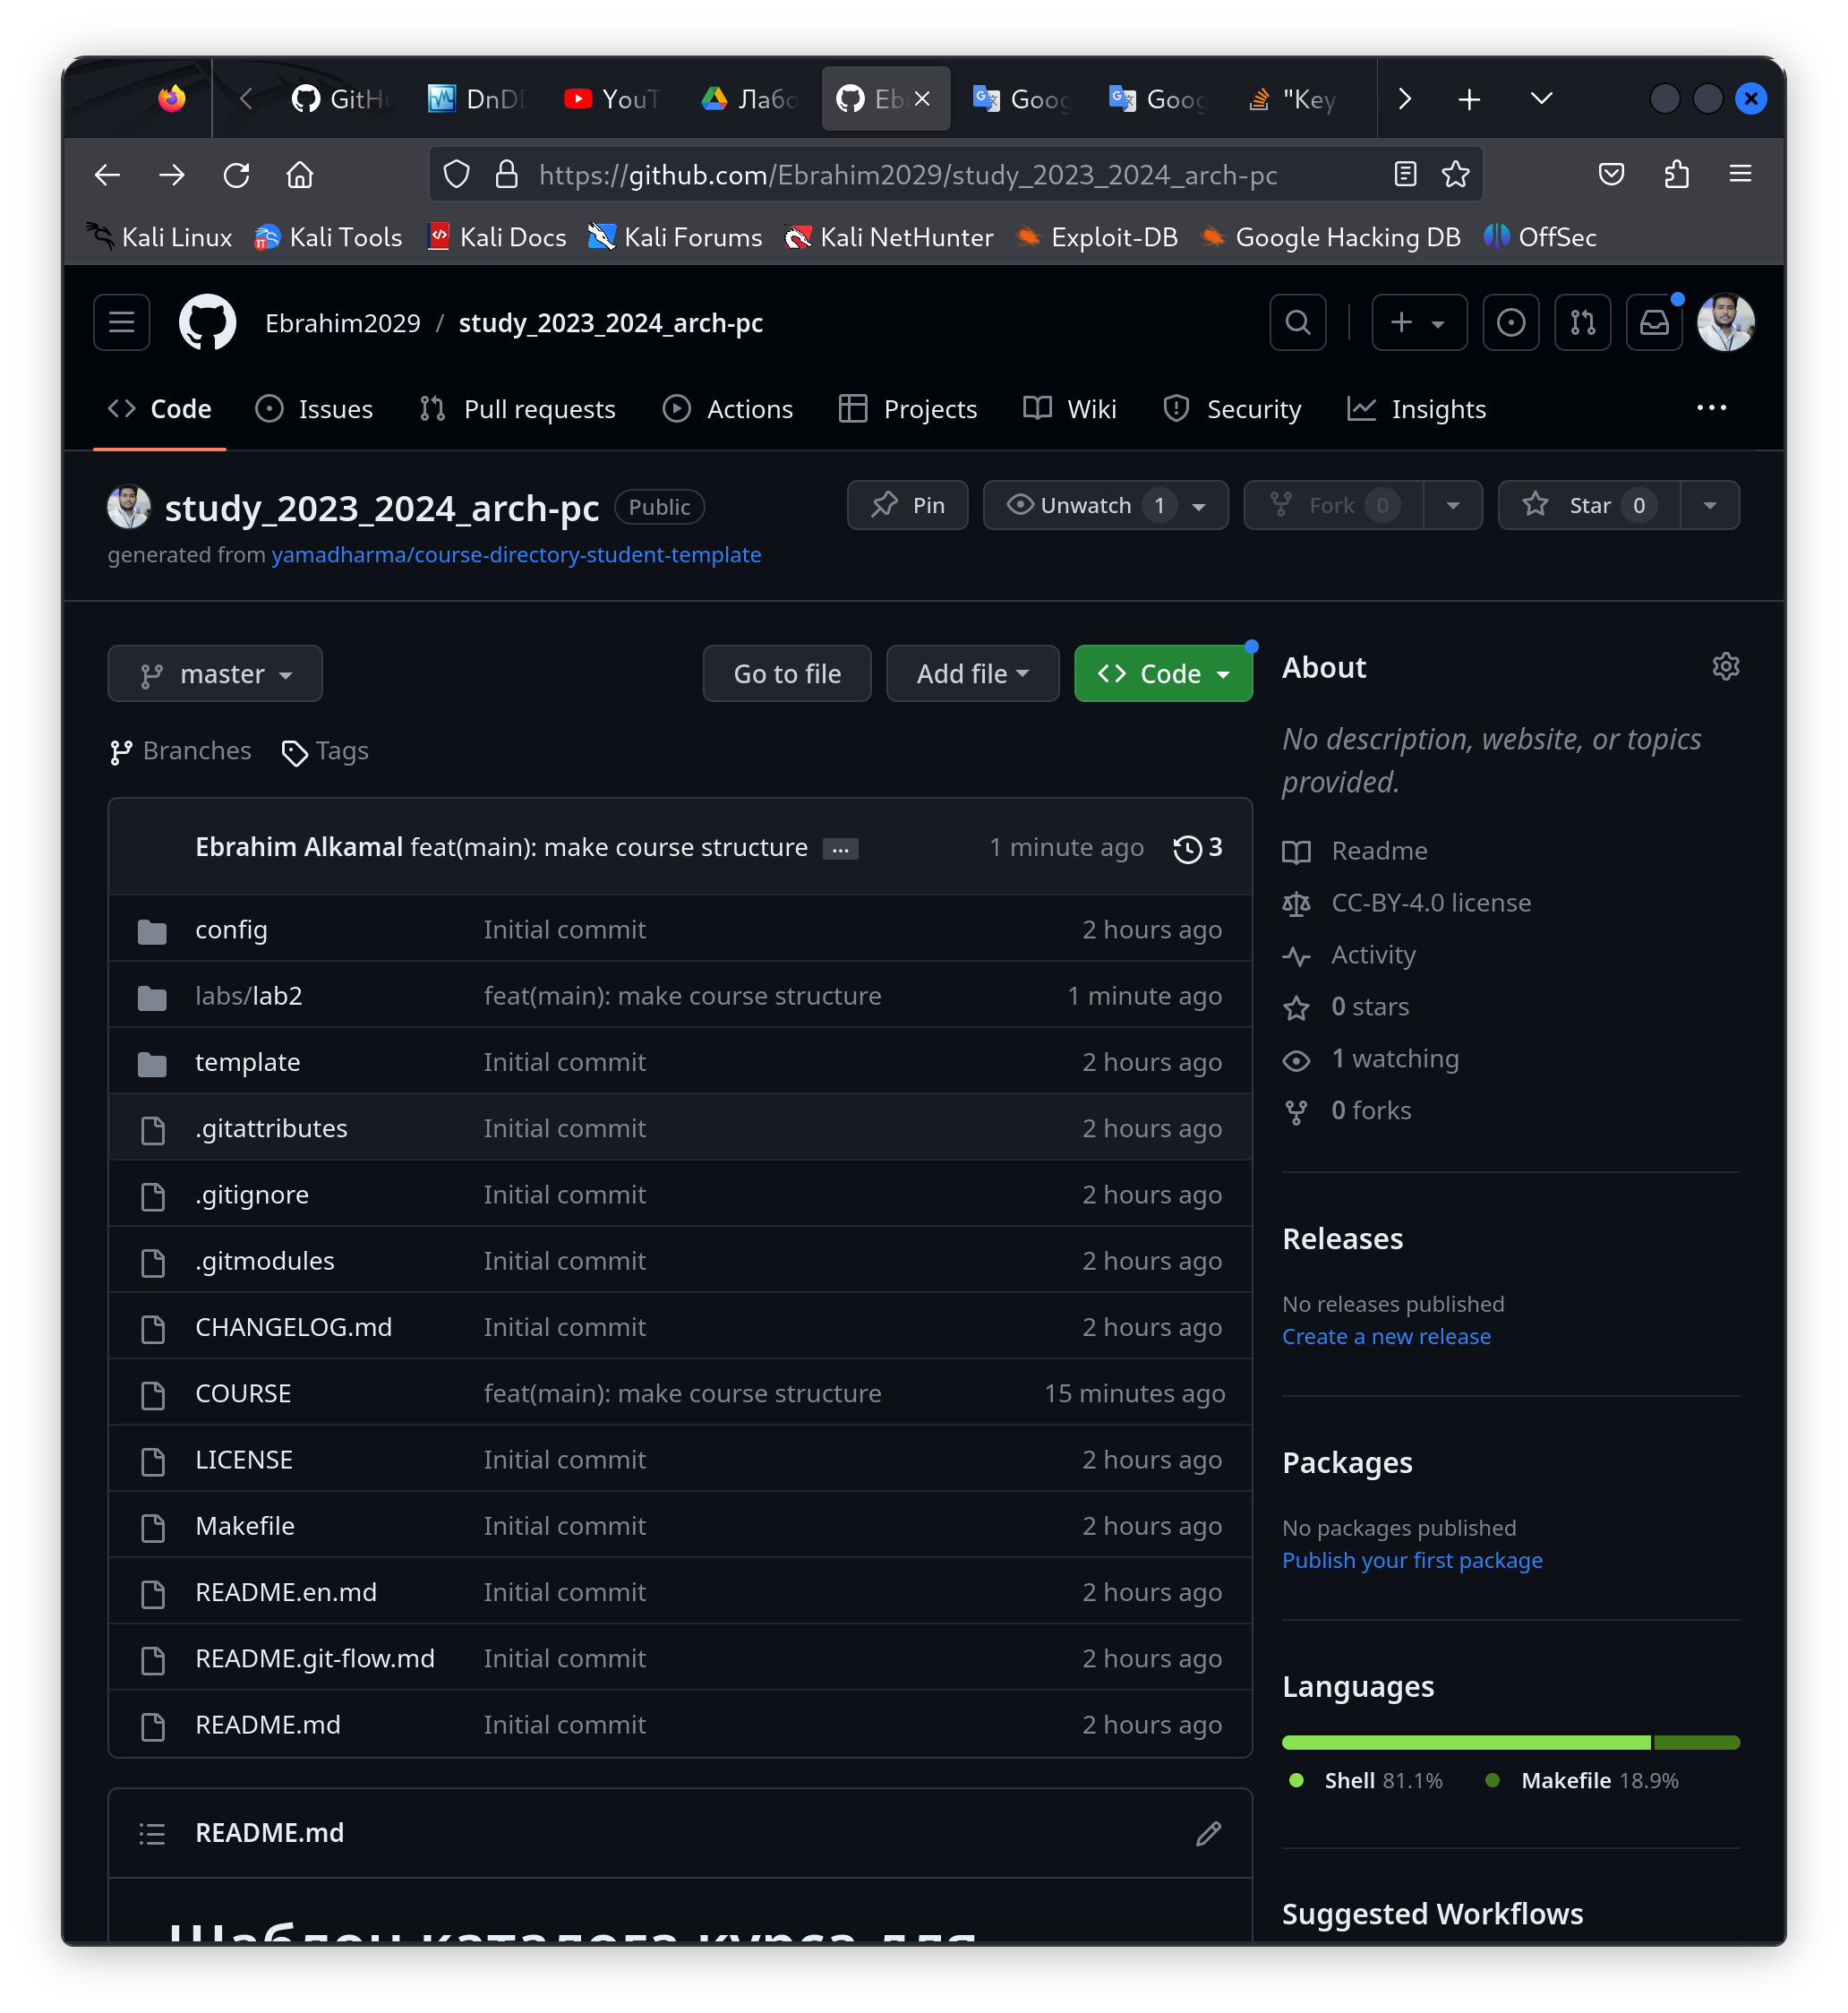 GitHu DnDD YouT Лабо Eb Goog Goog "Key
https://github.com/Ebrahim2029/study_2023_2024_arch-pc
Kali Linux Kali Tools Kali Docs Kali Forums Kali NetHunter Exploit-DB Google Hacking DB OffSec
Ebrahim2029 / study_2023_2024_arch-pc
Code Issues Pull requests Actions Projects Wiki Security Insights
study_2023_2024_arch-pc Public Pin Unwatch 1 Fork 0 Star 0
generated from yamadharma/course-directory-student-template
master Go to file Add file Code
Branches Tags
Ebrahim Alkamal feat(main): make course structure ... 1 minute ago 3
config Initial commit 2 hours ago
labs/lab2 feat(main): make course structure 1 minute ago
template Initial commit 2 hours ago
.gitattributes Initial commit 2 hours ago
.gitignore Initial commit 2 hours ago
.gitmodules Initial commit 2 hours ago
CHANGELOG.md Initial commit 2 hours ago
COURSE feat(main): make course structure 15 minutes ago
LICENSE Initial commit 2 hours ago
Makefile Initial commit 2 hours ago
README.en.md Initial commit 2 hours ago
README.git-flow.md Initial commit 2 hours ago
README.md Initial commit 2 hours ago
README.md
Шаблон каталога курса для
About
No description, website, or topics
provided.
Readme
CC-BY-4.0 license
Activity
0 stars
1 watching
0 forks
Releases
No releases published
Create a new release
Packages
No packages published
Publish your first package
Languages
Shell 81.1% Makefile 18.9%
Suggested Workflows